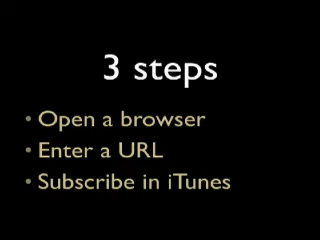 3 steps
• Open a browser
• Enter a URL
• Subscribe in iTunes